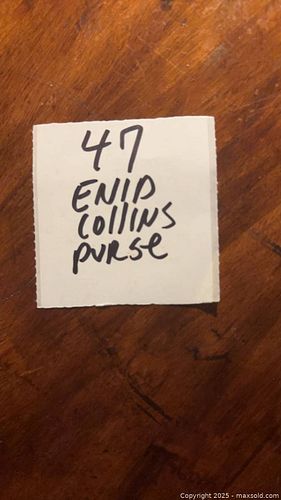 47
ENID
Collins
PURSe
Copyright 2025 - maxsold.com